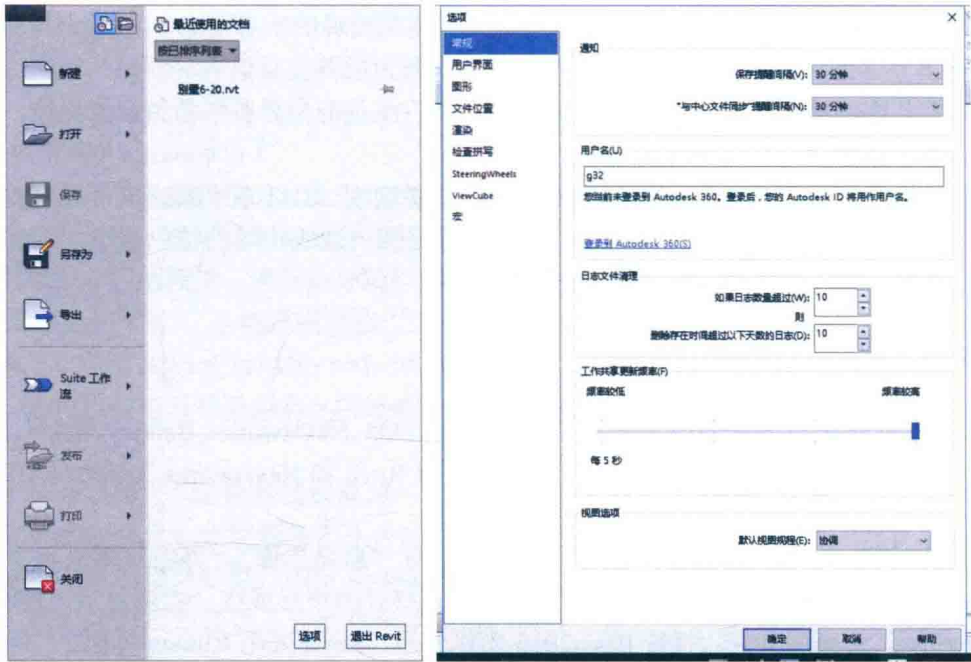 最近使用的文档
按已排序列表
别墅6-20.rvt
新建
打开
保存
另存为
导出
Suite 工作
流
发布
打印
关闭
选项
退出 Revit
选项
常规
用户界面
图形
文件位置
渲染
检查拼写
SteeringWheels
ViewCube
宏
通知
保存提醒间隔(V): 30 分钟
"与中心文件同步"提醒间隔(N): 30 分钟
用户名(U)
g32
您当前未登录到 Autodesk 360。登录后，您的 Autodesk ID 将用作用户名。
登录到 Autodesk 360(S)
日志文件清理
如果日志数量超过(W): 10
则
删除存在时间超过以下天数的日志(D): 10
工作共享更新频率(F)
频率较低
频率较高
每 5 秒
视图选项
默认视图规程(E): 协调
确定
取消
帮助